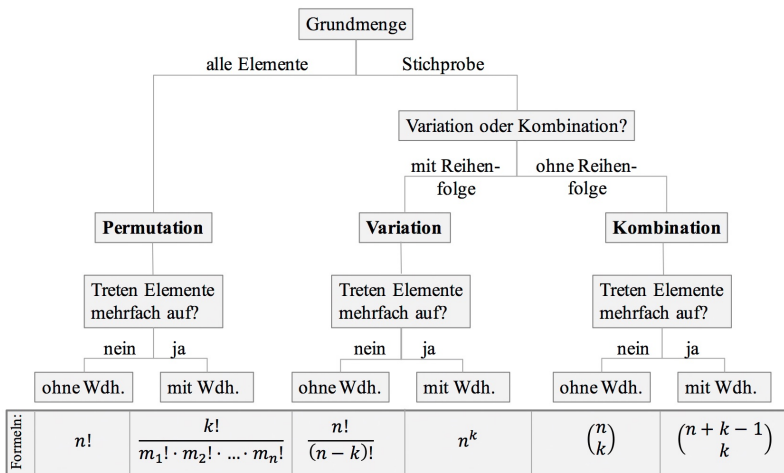 Grundmenge
alle Elemente
Stichprobe
Variation oder Kombination?
mit Reihen-
folge
ohne Reihen-
folge
Permutation
Variation
Kombination
Treten Elemente
mehrfach auf?
Treten Elemente
mehrfach auf?
Treten Elemente
mehrfach auf?
nein ja
nein ja
nein ja
ohne Wdh.
mit Wdh.
ohne Wdh.
mit Wdh.
ohne Wdh.
mit Wdh.
Formeln:
n!
k!
m₁! · m₂! · … · mₙ!
n!
(n − k)!
nᵏ
(n
k)
(n + k − 1
k)